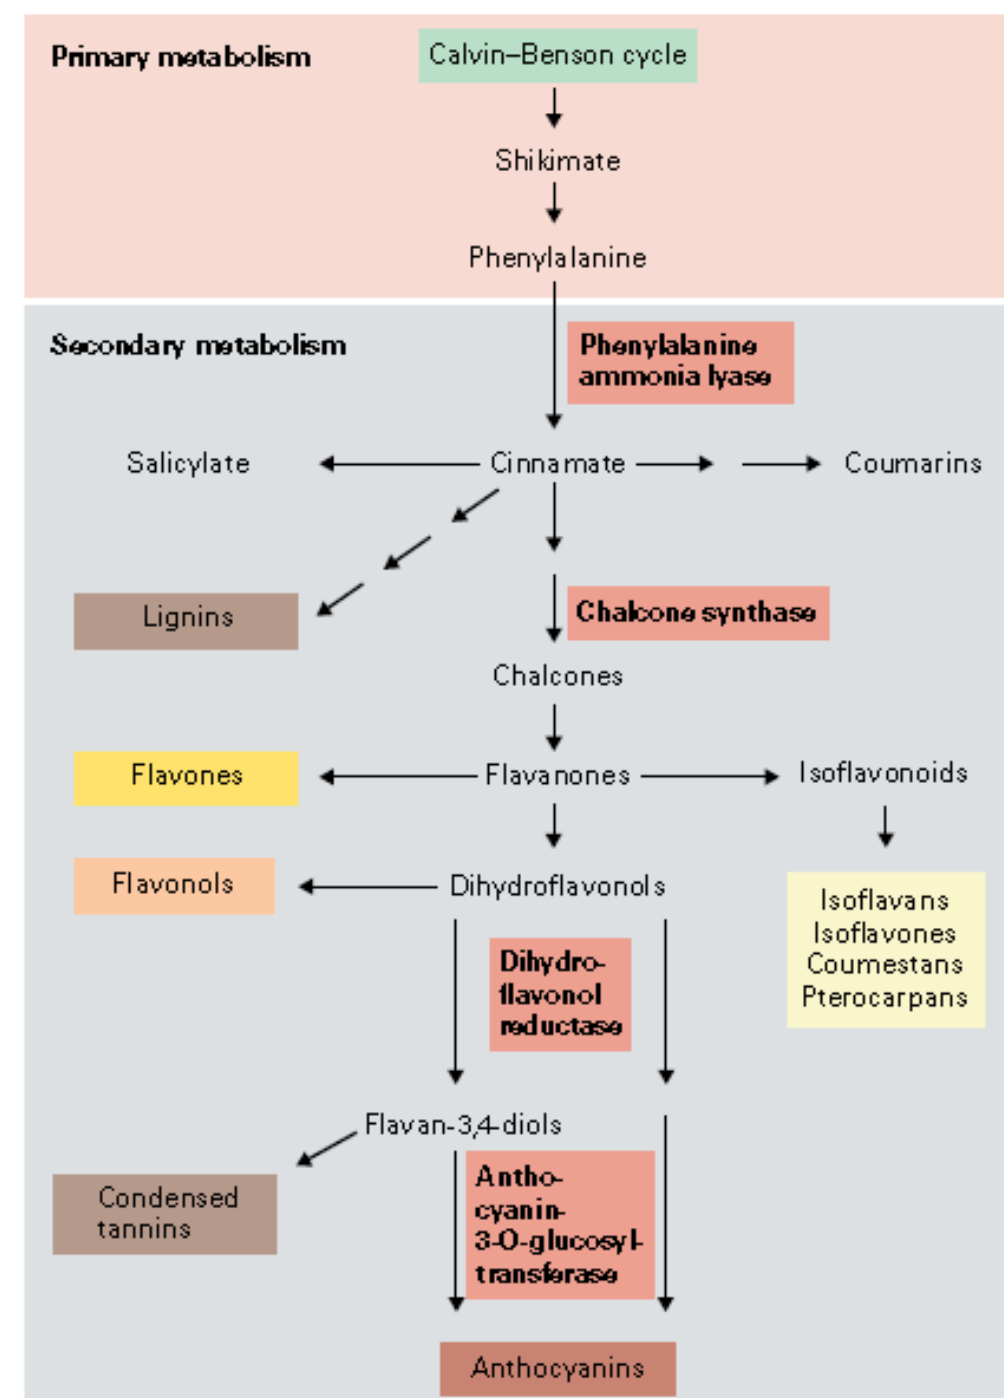 Primary metabolism
Calvin–Benson cycle
Shikimate
Phenylalanine
Secondary metabolism
Phenylalanine
ammonia lyase
Salicylate
Cinnamate
Coumarins
Lignins
Chalcone synthase
Chalcones
Flavones
Flavanones
Isoflavonoids
Flavonols
Dihydroflavonols
Isoflavans
Isoflavones
Coumestans
Pterocarpans
Dihydro-
flavonol
reductase
Flavan-3,4-diols
Condensed
tannins
Antho-
cyanin-
3-O-glucosyl-
transferase
Anthocyanins